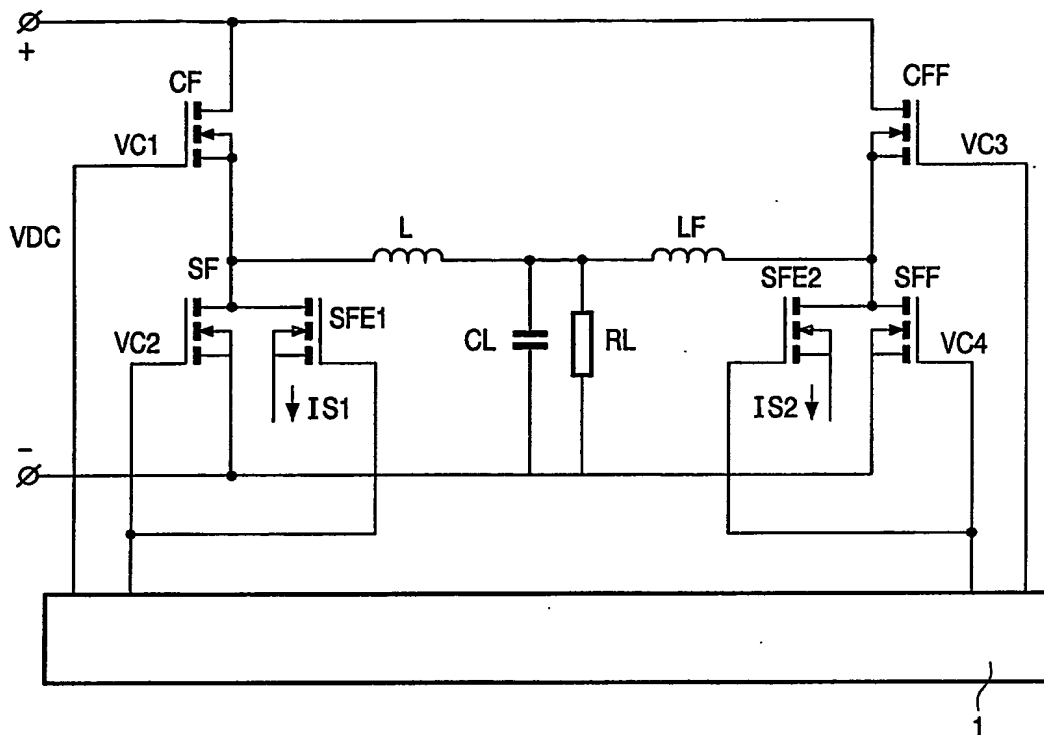 +
CF
CFF
VC1
VC3
VDC
L
LF
SF
SFE1
SFE2
SFF
VC2
CL
RL
VC4
IS1
IS2
-
1